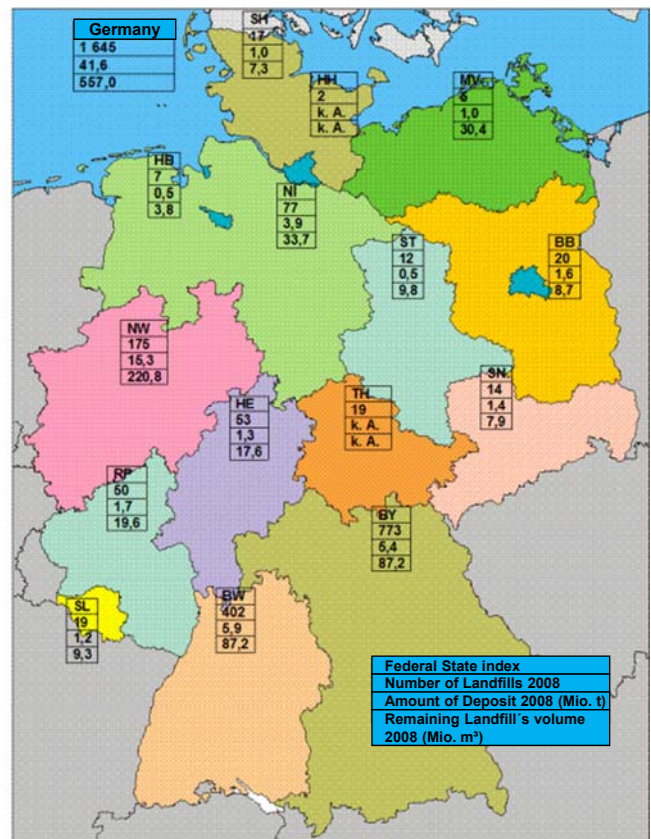 Germany
1 645
41,6
557,0
SH
17
1,0
7,3
HH
2
k. A.
k. A.
MV
6
1,0
30,4
HB
7
0,5
3,8
NI
77
3,9
33,7
ST
12
0,5
9,8
BB
20
1,6
8,7
NW
175
15,3
220,8
HE
53
1,3
17,6
TH
19
k. A.
k. A.
SN
14
1,4
7,9
RP
50
1,7
19,6
BY
773
5,4
87,2
SL
19
1,2
9,3
BW
402
5,9
87,2
Federal State index
Number of Landfills 2008
Amount of Deposit 2008 (Mio. t)
Remaining Landfill´s volume
2008 (Mio. m³)